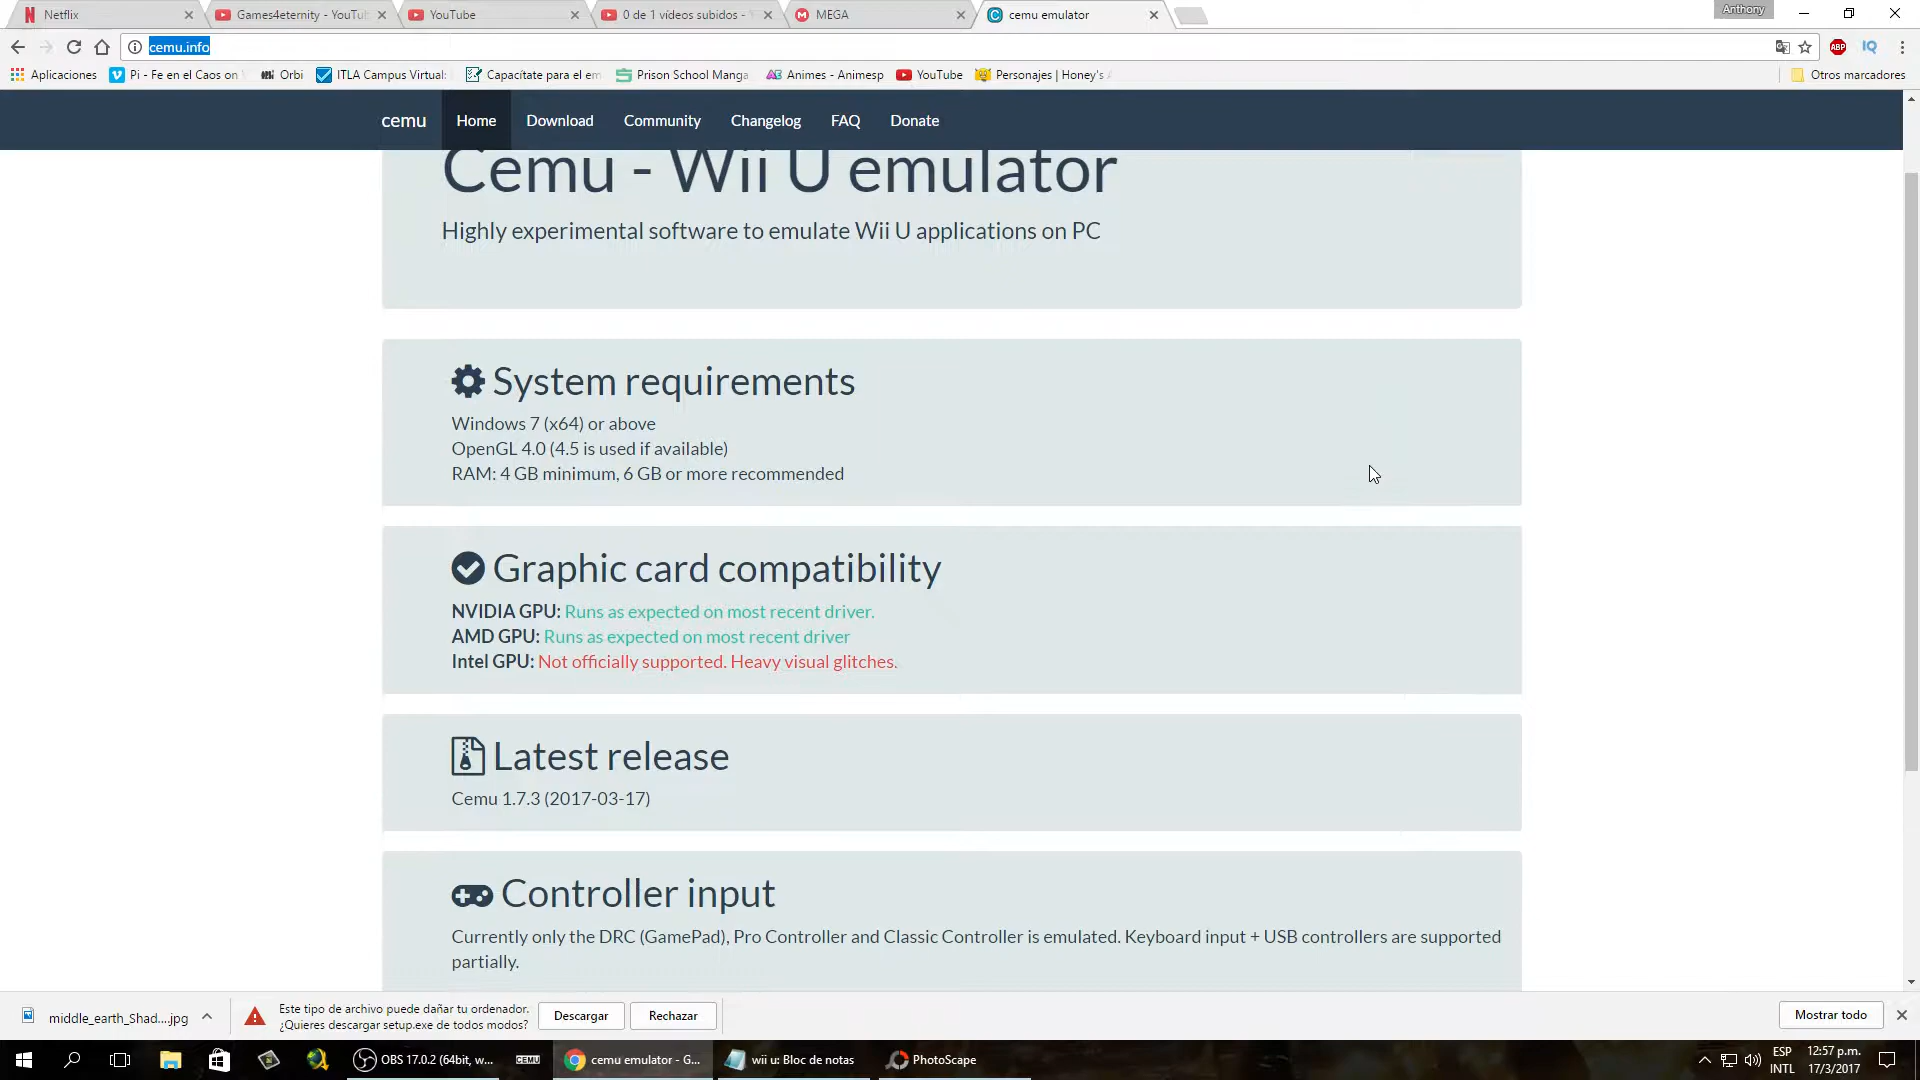 Netflix
Games4eternity - YouTu
YouTube
0 de 1 vídeos subidos -
MEGA
cemu emulator
Anthony
cemu.info
ABP
IQ
Aplicaciones
Pi - Fe en el Caos on
Orbi
ITLA Campus Virtual:
Capacítate para el em
Prison School Manga
Animes - Animesp
YouTube
Personajes | Honey's
Otros marcadores
cemu
Home
Download
Community
Changelog
FAQ
Donate
Cemu - Wii U emulator
Highly experimental software to emulate Wii U applications on PC
System requirements
Windows 7 (x64) or above
OpenGL 4.0 (4.5 is used if available)
RAM: 4 GB minimum, 6 GB or more recommended
Graphic card compatibility
NVIDIA GPU: Runs as expected on most recent driver.
AMD GPU: Runs as expected on most recent driver
Intel GPU: Not officially supported. Heavy visual glitches.
Latest release
Cemu 1.7.3 (2017-03-17)
Controller input
Currently only the DRC (GamePad), Pro Controller and Classic Controller is emulated. Keyboard input + USB controllers are supported
partially.
middle_earth_Shad....jpg
Este tipo de archivo puede dañar tu ordenador.
¿Quieres descargar setup.exe de todos modos?
Descargar
Rechazar
Mostrar todo
OBS 17.0.2 (64bit, w...
CEMU
cemu emulator - G...
wii u: Bloc de notas
PhotoScape
ESP
INTL
12:57 p.m.
17/3/2017